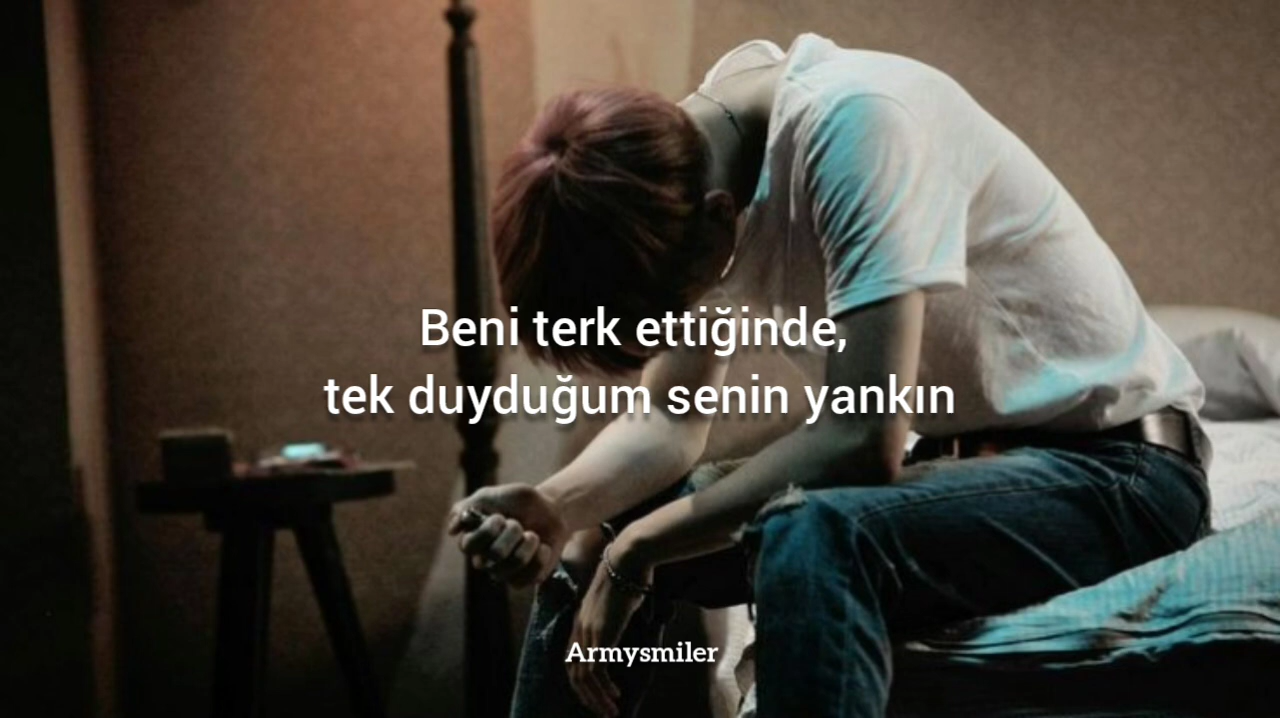 Beni terk ettiğinde,
tek duyduğum senin yankın
Armysmiler